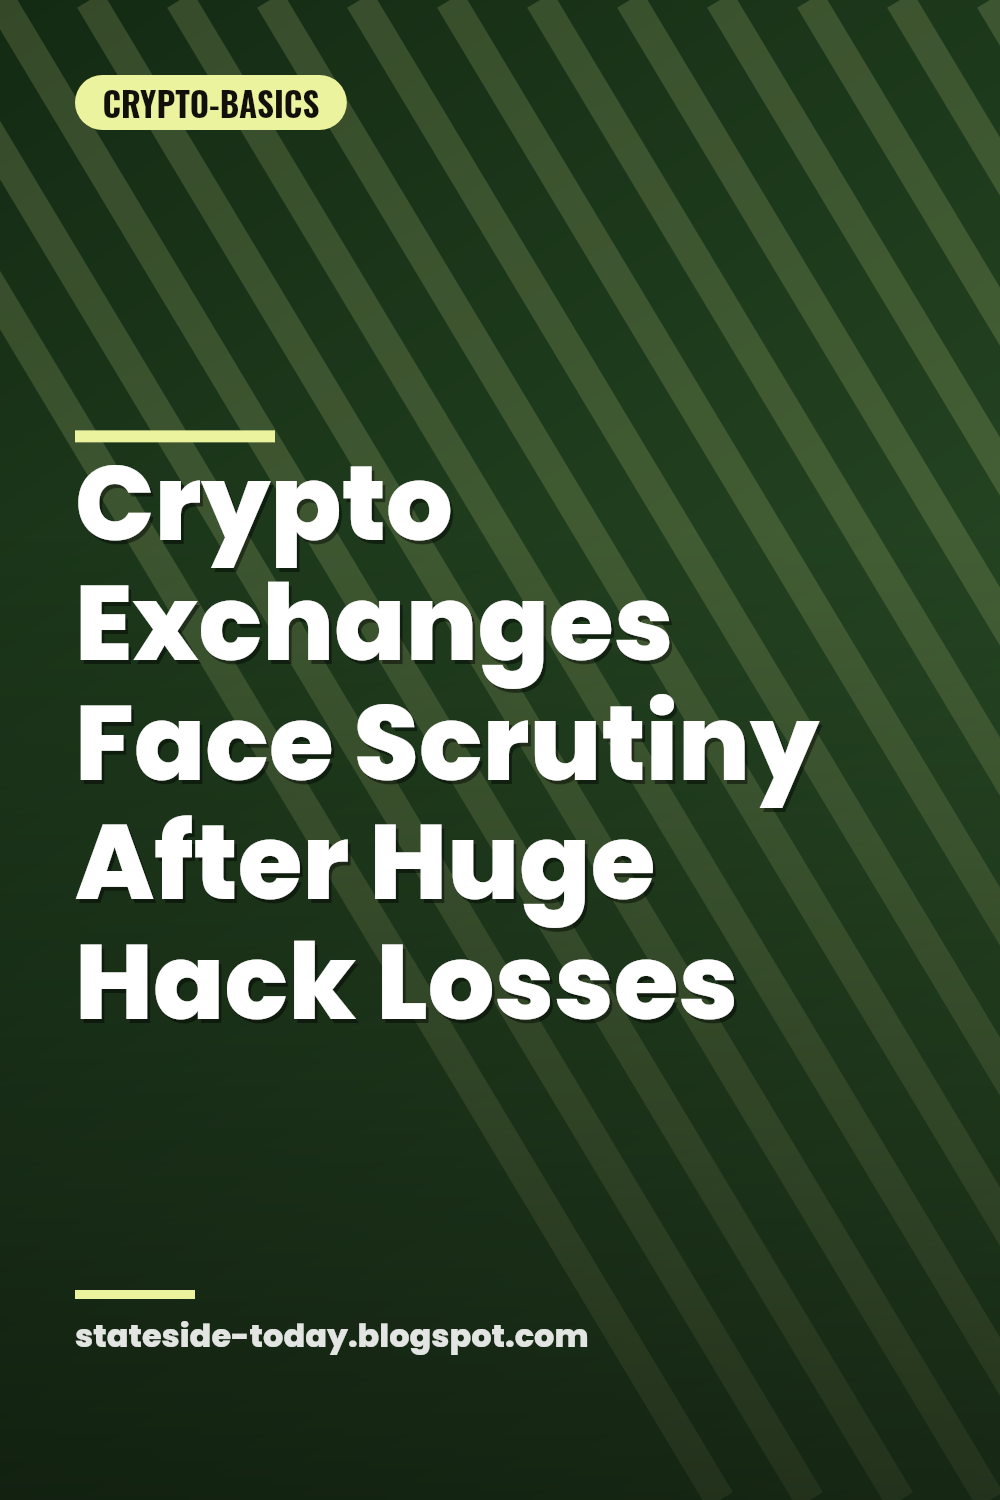 CRYPTO-BASICS
Crypto
Exchanges
Face Scrutiny
After Huge
Hack Losses
stateside-today.blogspot.com